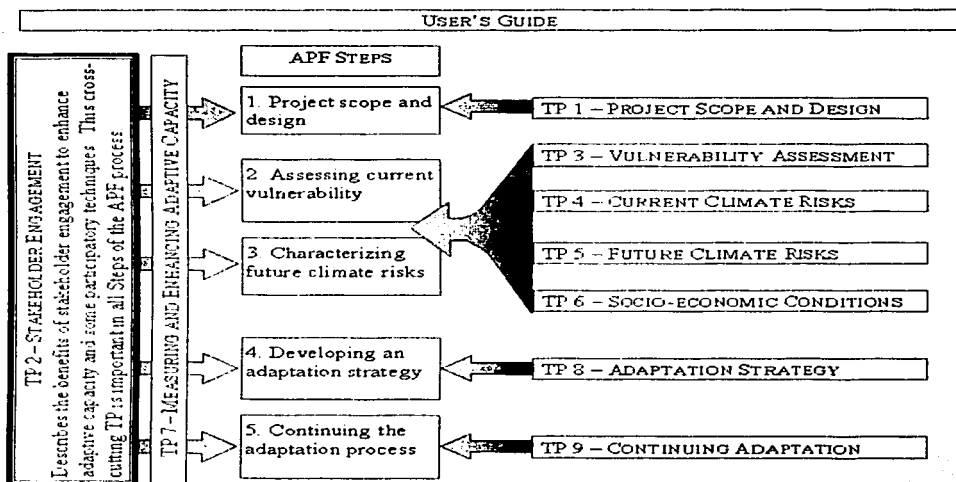 USER'S GUIDE
TP 2 – STAKEHOLDER ENGAGEMENT
Describes the benefits of stakeholder engagement to enhance
adaptive capacity and some participatory techniques This cross-
cutting TP is important in all Steps of the APF process
TP 7 – MEASURING AND ENHANCING ADAPTIVE CAPACITY
APF STEPS
1. Project scope and
design
2 Assessing current
vulnerability
3. Characterizing
future climate risks
4. Developing an
adaptation strategy
5. Continuing the
adaptation process
TP 1 – PROJECT SCOPE AND DESIGN
TP 3 – VULNERABILITY ASSESSMENT
TP 4 – CURRENT CLIMATE RISKS
TP 5 – FUTURE CLIMATE RISKS
TP 6 – SOCIO-ECONOMIC CONDITIONS
TP 8 – ADAPTATION STRATEGY
TP 9 – CONTINUING ADAPTATION